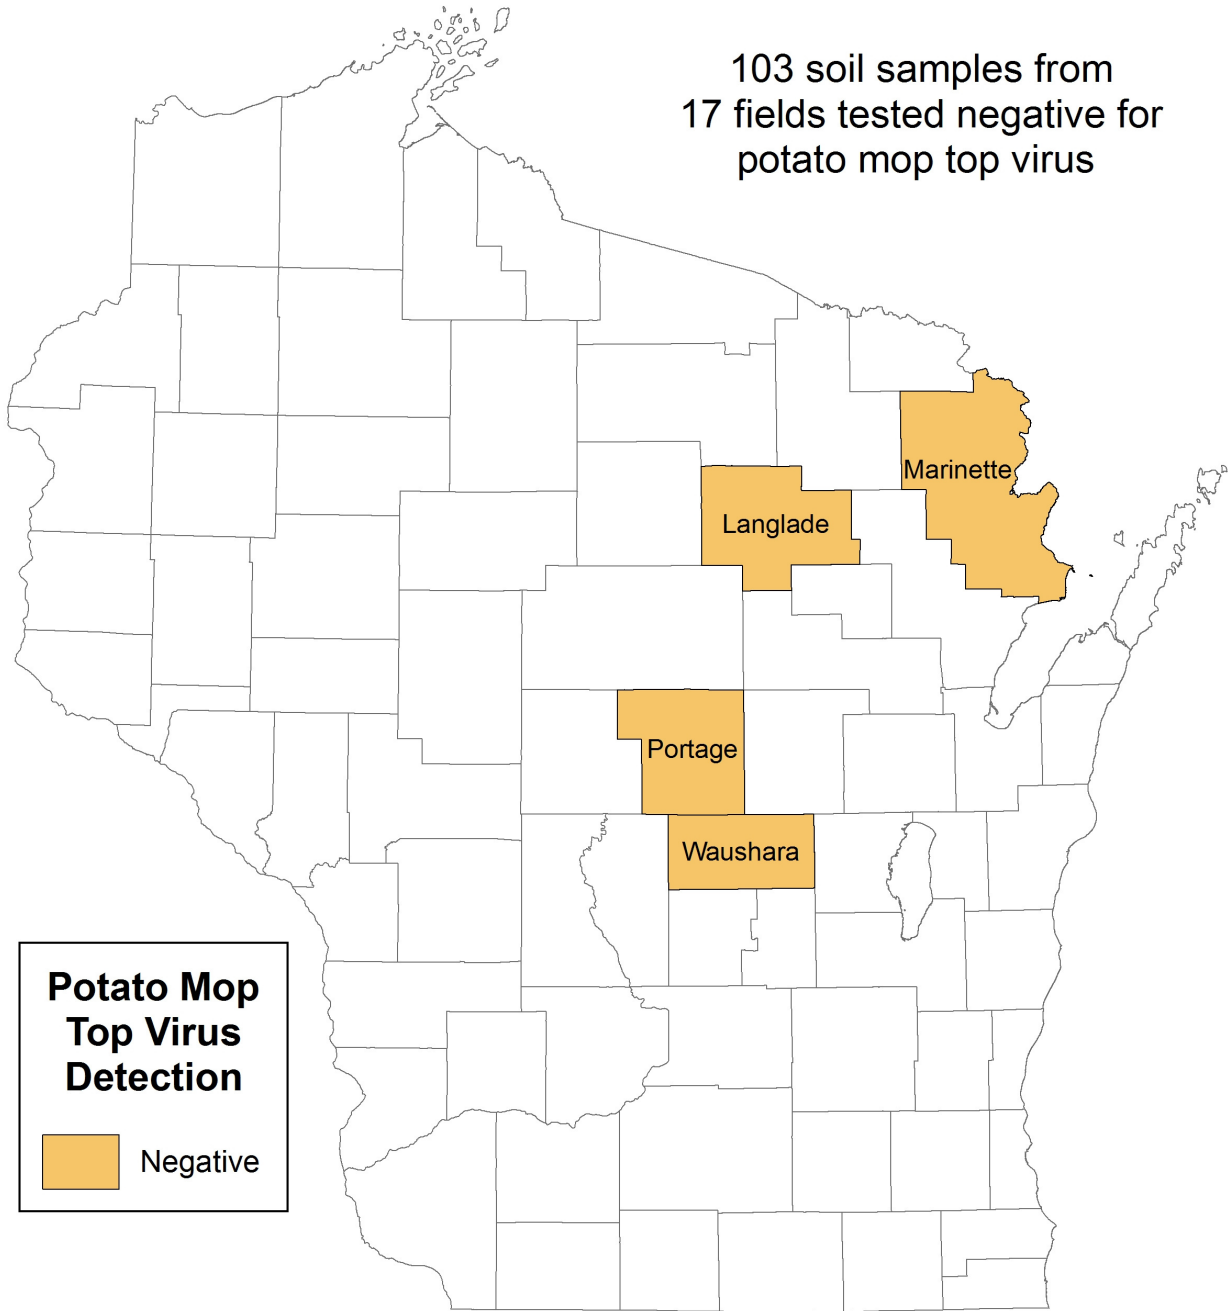 103 soil samples from
17 fields tested negative for
potato mop top virus
Marinette
Langlade
Portage
Waushara
Potato Mop
Top Virus
Detection
Negative